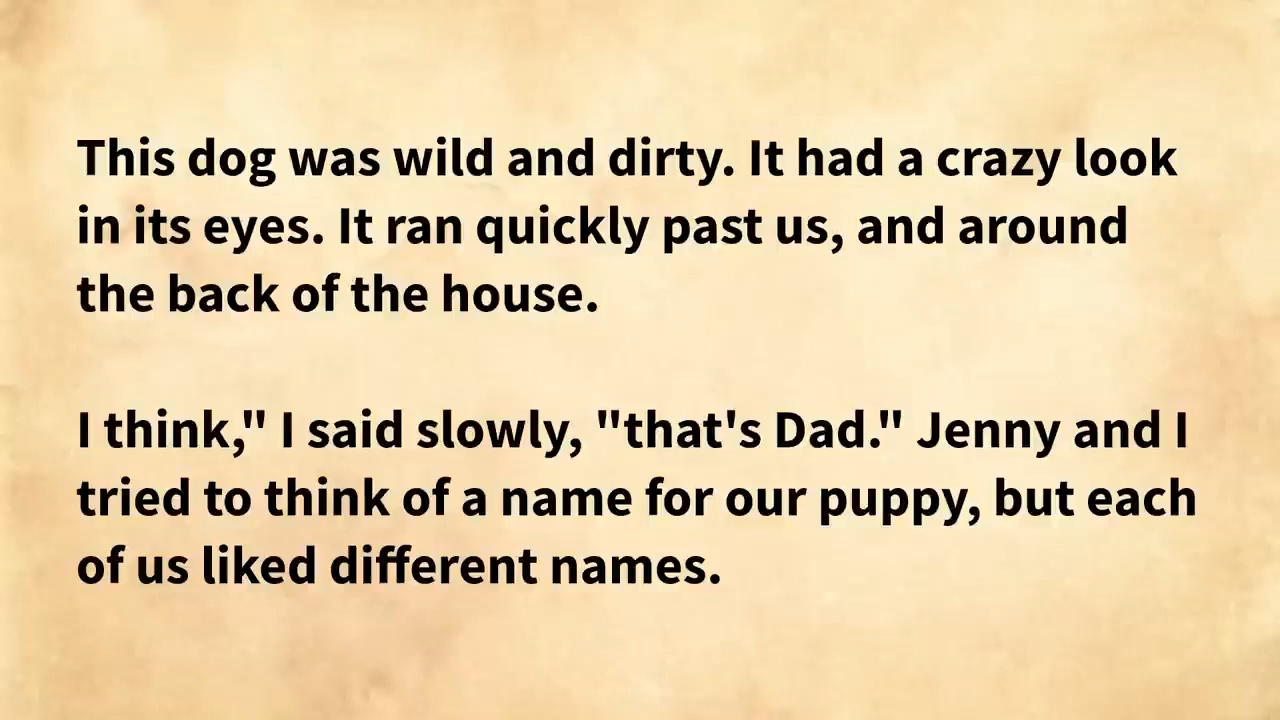 This dog was wild and dirty. It had a crazy look
in its eyes. It ran quickly past us, and around
the back of the house.
I think," I said slowly, "that's Dad." Jenny and I
tried to think of a name for our puppy, but each
of us liked different names.